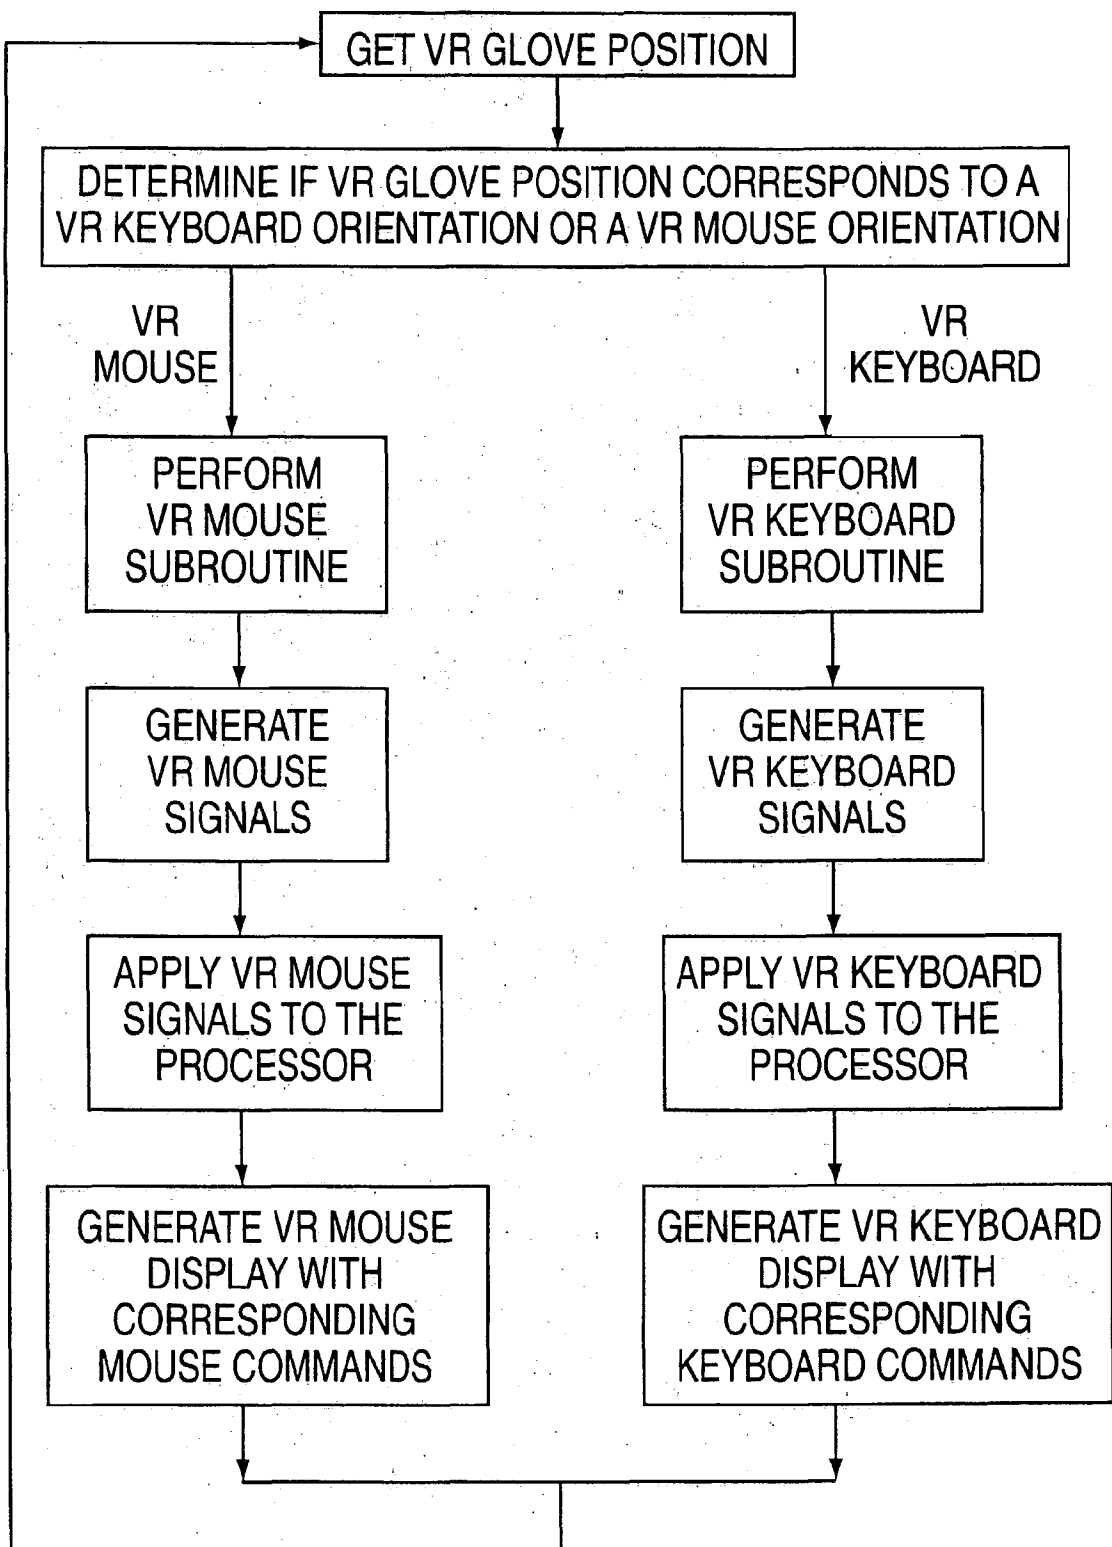 GET VR GLOVE POSITION
DETERMINE IF VR GLOVE POSITION CORRESPONDS TO A
VR KEYBOARD ORIENTATION OR A VR MOUSE ORIENTATION
VR
MOUSE
VR
KEYBOARD
PERFORM
VR MOUSE
SUBROUTINE
PERFORM
VR KEYBOARD
SUBROUTINE
GENERATE
VR MOUSE
SIGNALS
GENERATE
VR KEYBOARD
SIGNALS
APPLY VR MOUSE
SIGNALS TO THE
PROCESSOR
APPLY VR KEYBOARD
SIGNALS TO THE
PROCESSOR
GENERATE VR MOUSE
DISPLAY WITH
CORRESPONDING
MOUSE COMMANDS
GENERATE VR KEYBOARD
DISPLAY WITH
CORRESPONDING
KEYBOARD COMMANDS